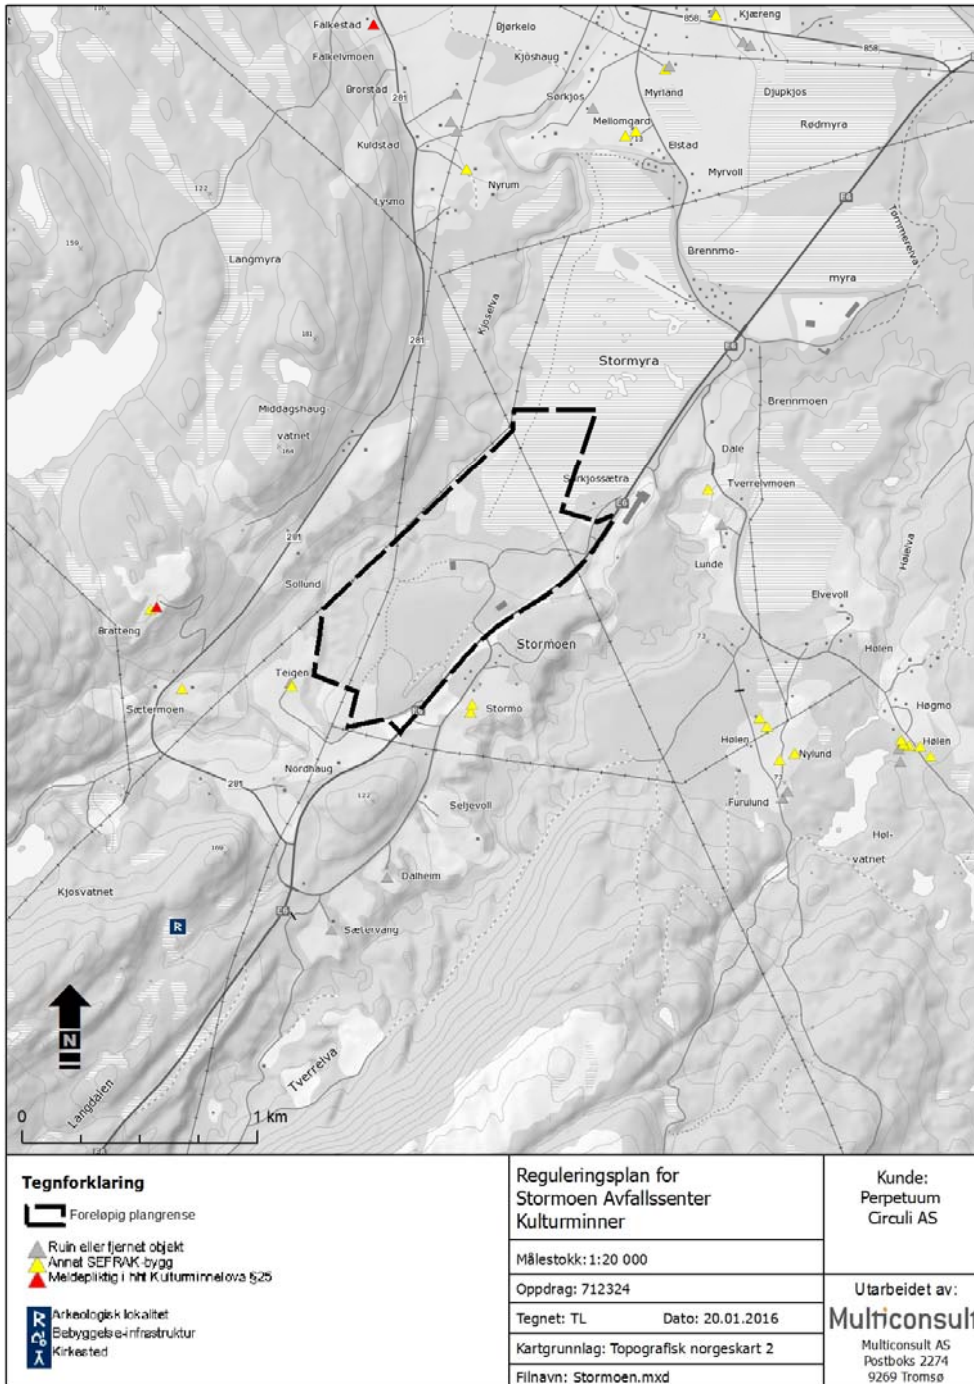 Falkestad
Bjørkelo
Kjæreng
858
Falkelvmoen
Kjøshaug
858
Brorstad
281
Sørkjos
Myrland
Djupkjos
Mellomgard
Rødmyra
Kuldstad
13
Elstad
122
Nyrum
Myrvoll
Lysmo
E6
Tømmerelva
159
Langmyra
Brennmo-
myra
Kjoselva
181
281
E6
Stormyra
Middagshaug
vatnet
164
Brennmoen
Dale
Sørkjossætra
Tverrelvmoen
E6
281
Hølelva
Sollund
Lunde
Elvevoll
Bratteng
73
Stormoen
Hølen
Teigen
Sætermoen
Stormo
E6
Høgmo
Hølen
Hølen
Nylund
Nordhaug
281
77
122
Seljevoll
Furulund
Høl-
vatnet
169
Kjosvatnet
Dalheim
E6
R
Sætervang
N
Tverrelva
Langdalen
0
1 km
Tegnforklaring
Foreløpig plangrense
Ruin eller fjernet objekt
Annet SEFRAK-bygg
Meldepliktig i hht Kulturminnelova §25
R Arkeologisk lokalitet
Bebyggelse-infrastruktur
Kirkested
Reguleringsplan for
Stormoen Avfallssenter
Kulturminner
Målestokk: 1:20 000
Oppdrag: 712324
Tegnet: TL Dato: 20.01.2016
Kartgrunnlag: Topografisk norgeskart 2
Filnavn: Stormoen.mxd
Kunde:
Perpetuum
Circuli AS
Utarbeidet av:
Multiconsult
Multiconsult AS
Postboks 2274
9269 Tromsø